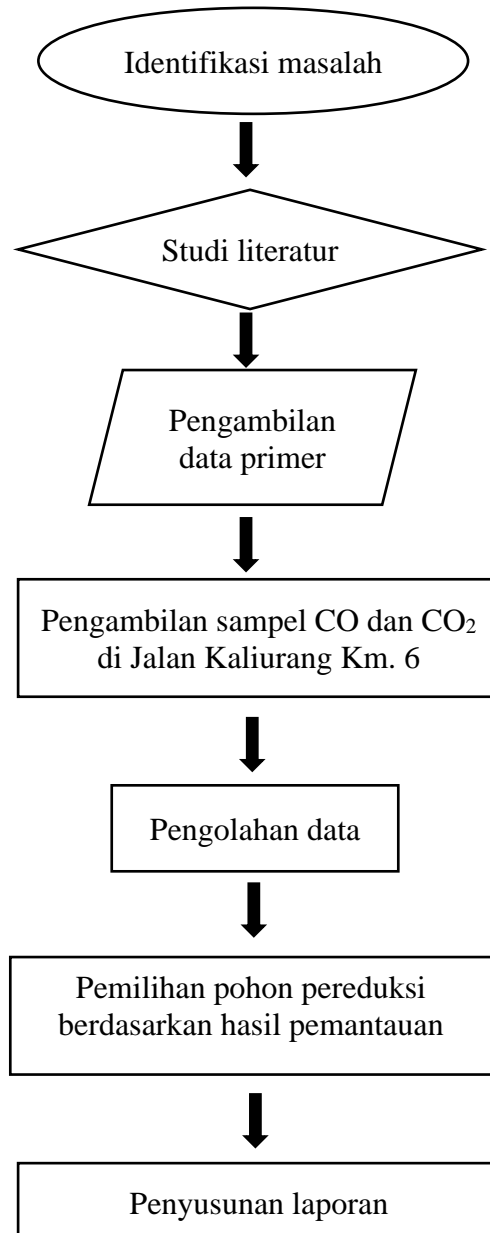 Identifikasi masalah
Studi literatur
Pengambilan
data primer
Pengambilan sampel CO dan CO₂
di Jalan Kaliurang Km. 6
Pengolahan data
Pemilihan pohon pereduksi
berdasarkan hasil pemantauan
Penyusunan laporan